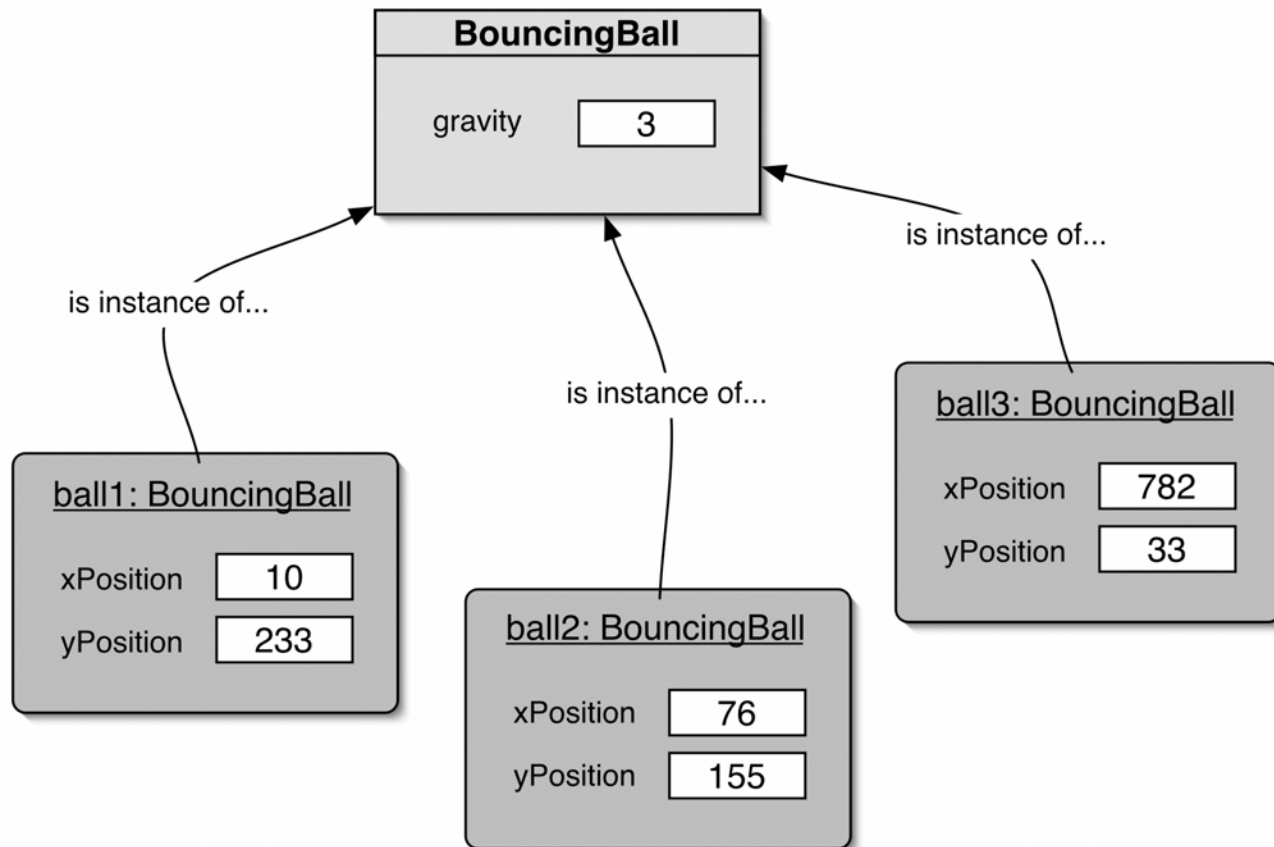 BouncingBall
gravity 3
is instance of...
is instance of...
is instance of...
ball1: BouncingBall
xPosition 10
yPosition 233
ball2: BouncingBall
xPosition 76
yPosition 155
ball3: BouncingBall
xPosition 782
yPosition 33